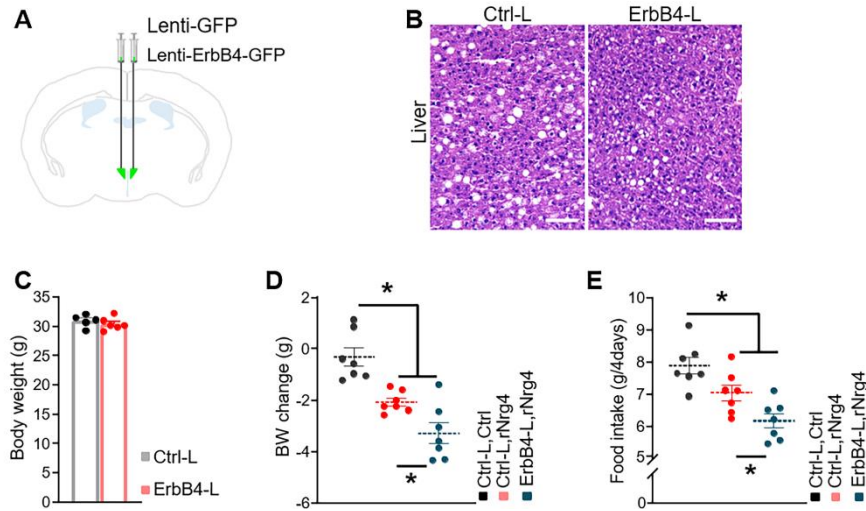 A
Lenti-GFP
Lenti-ErbB4-GFP
B
Ctrl-L
ErbB4-L
Liver
C
Body weight (g)
35
30
25
20
15
10
5
0
Ctrl-L
ErbB4-L
D
BW change (g)
2
0
-2
-4
-6
*
*
Ctrl-L,Ctrl
Ctrl-L,rNrg4
ErbB4-L,rNrg4
E
Food intake (g/4days)
10
9
8
7
6
5
0
*
*
Ctrl-L,Ctrl
Ctrl-L,rNrg4
ErbB4-L,rNrg4